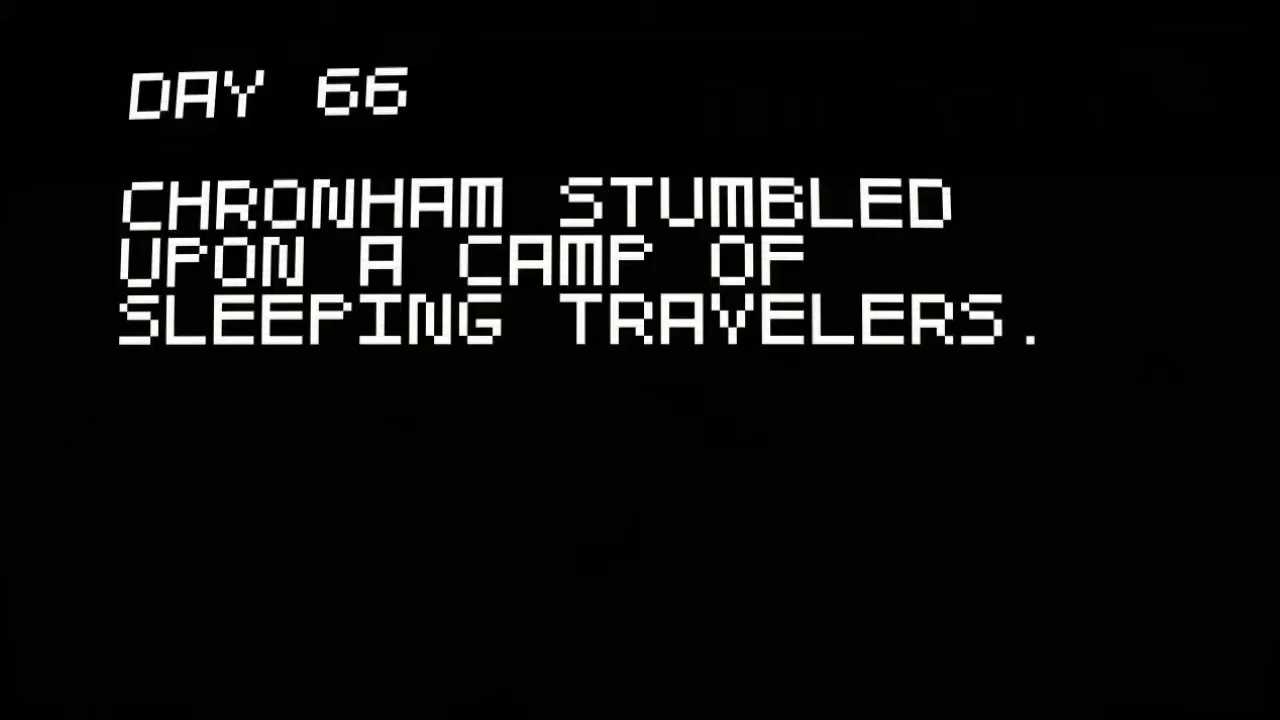 DAY 66
CHRONHAM STUMBLED
UPON A CAMP OF
SLEEPING TRAVELERS.